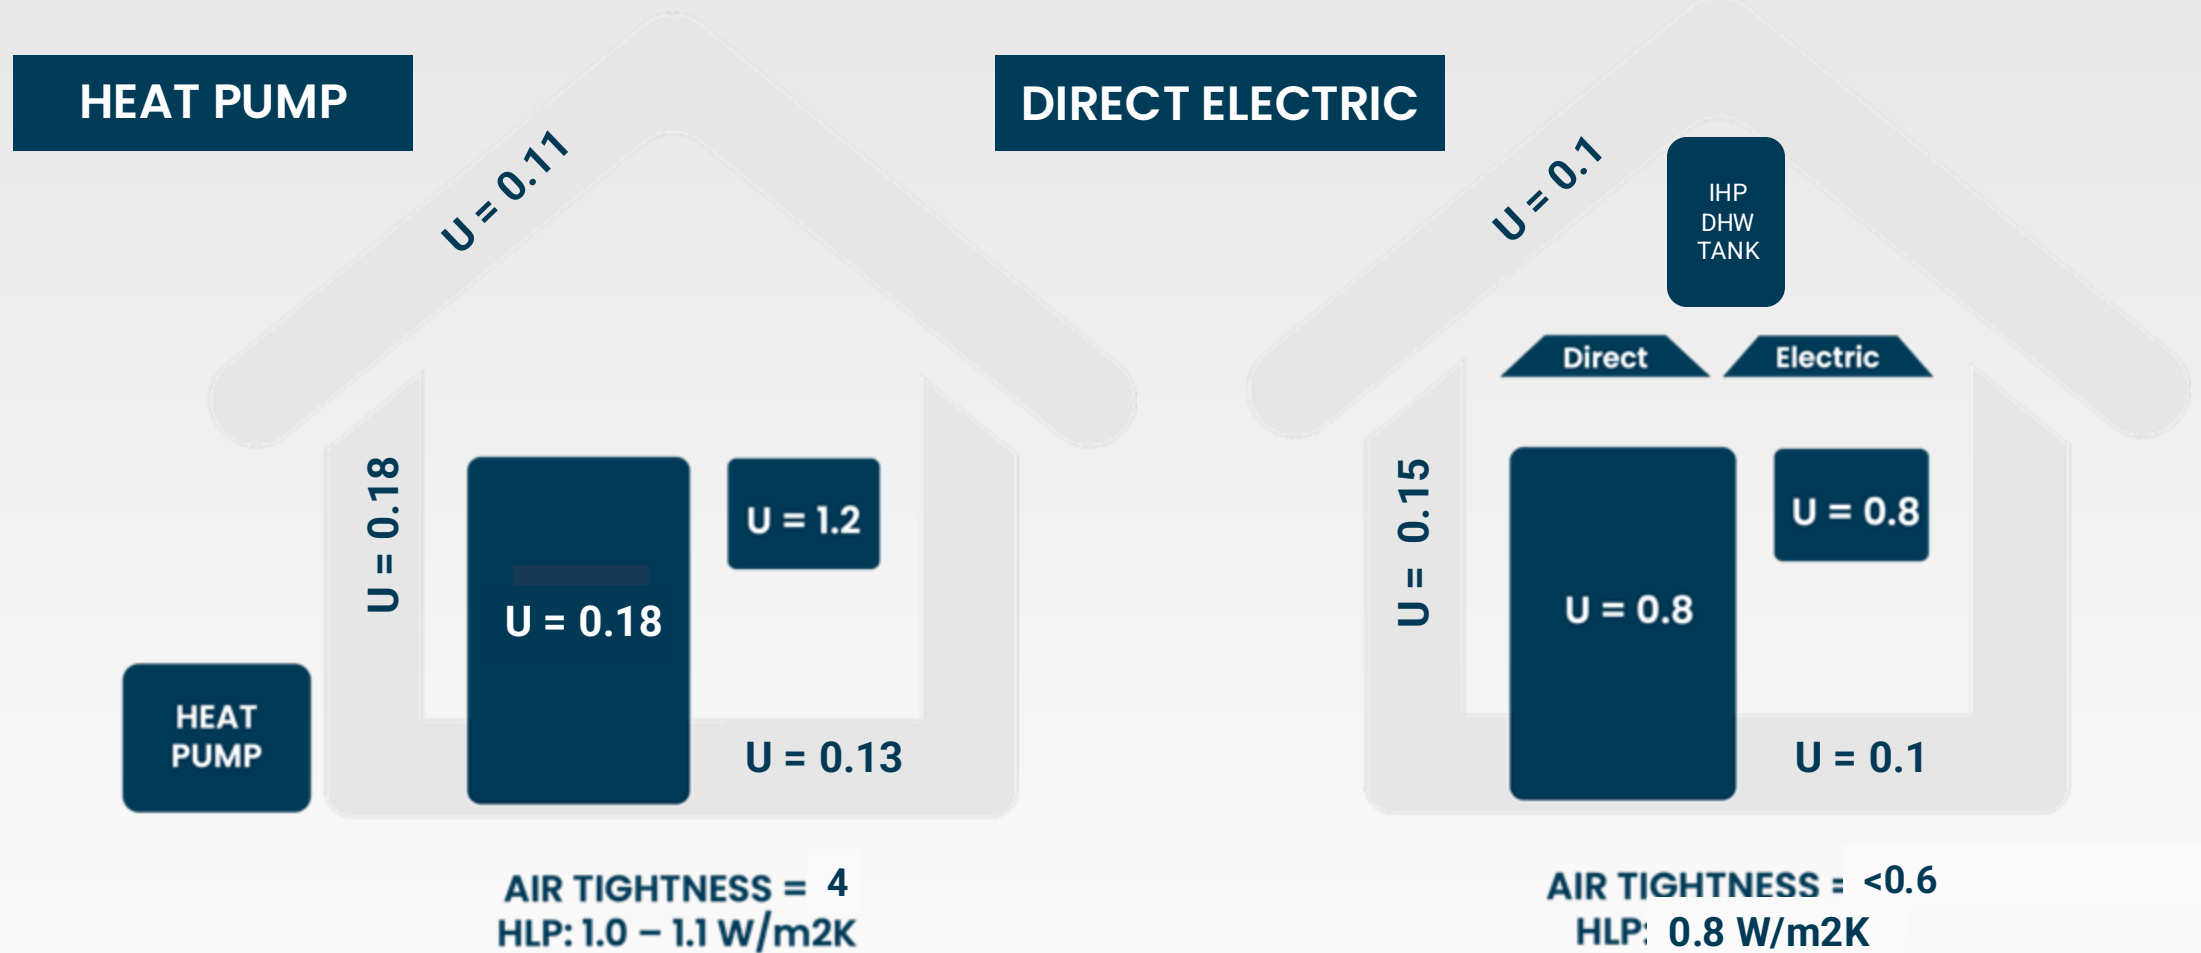 HEAT PUMP
U = 0.11
U = 0.18
U = 0.18
U = 1.2
HEAT
PUMP
U = 0.13
AIR TIGHTNESS = 4
HLP: 1.0 – 1.1 W/m2K
DIRECT ELECTRIC
U = 0.1
IHP
DHW
TANK
Direct
Electric
U = 0.15
U = 0.8
U = 0.8
U = 0.1
AIR TIGHTNESS = <0.6
HLP: 0.8 W/m2K